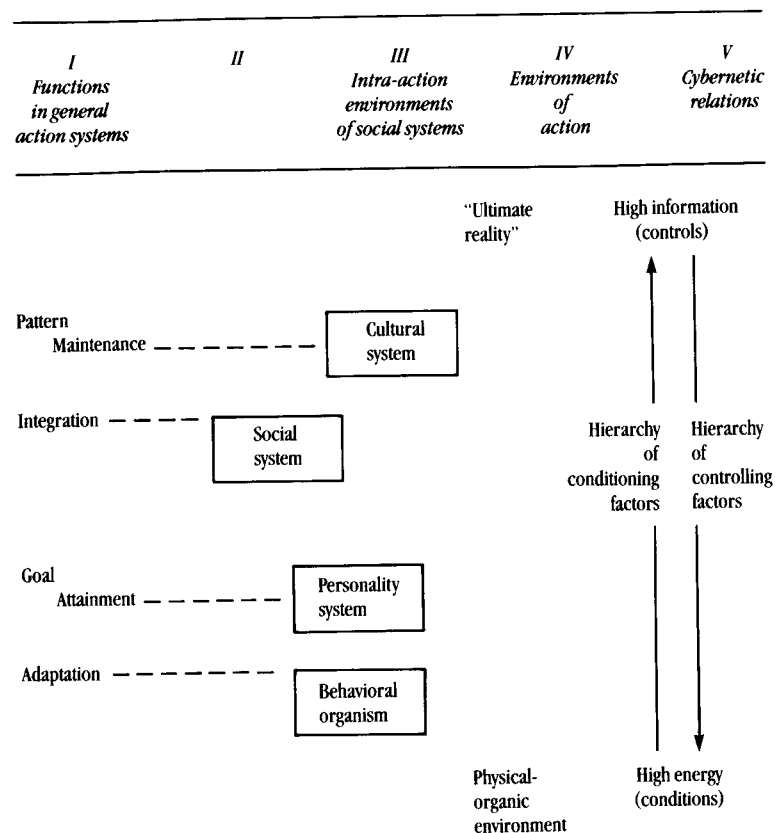 I
Functions
in general
action systems
II
III
Intra-action
environments
of social systems
IV
Environments
of
action
V
Cybernetic
relations
"Ultimate
reality"
High information
(controls)
Pattern
Maintenance
Cultural
system
Integration
Social
system
Hierarchy
of
conditioning
factors
Hierarchy
of
controlling
factors
Goal
Attainment
Personality
system
Adaptation
Behavioral
organism
Physical-
organic
environment
High energy
(conditions)